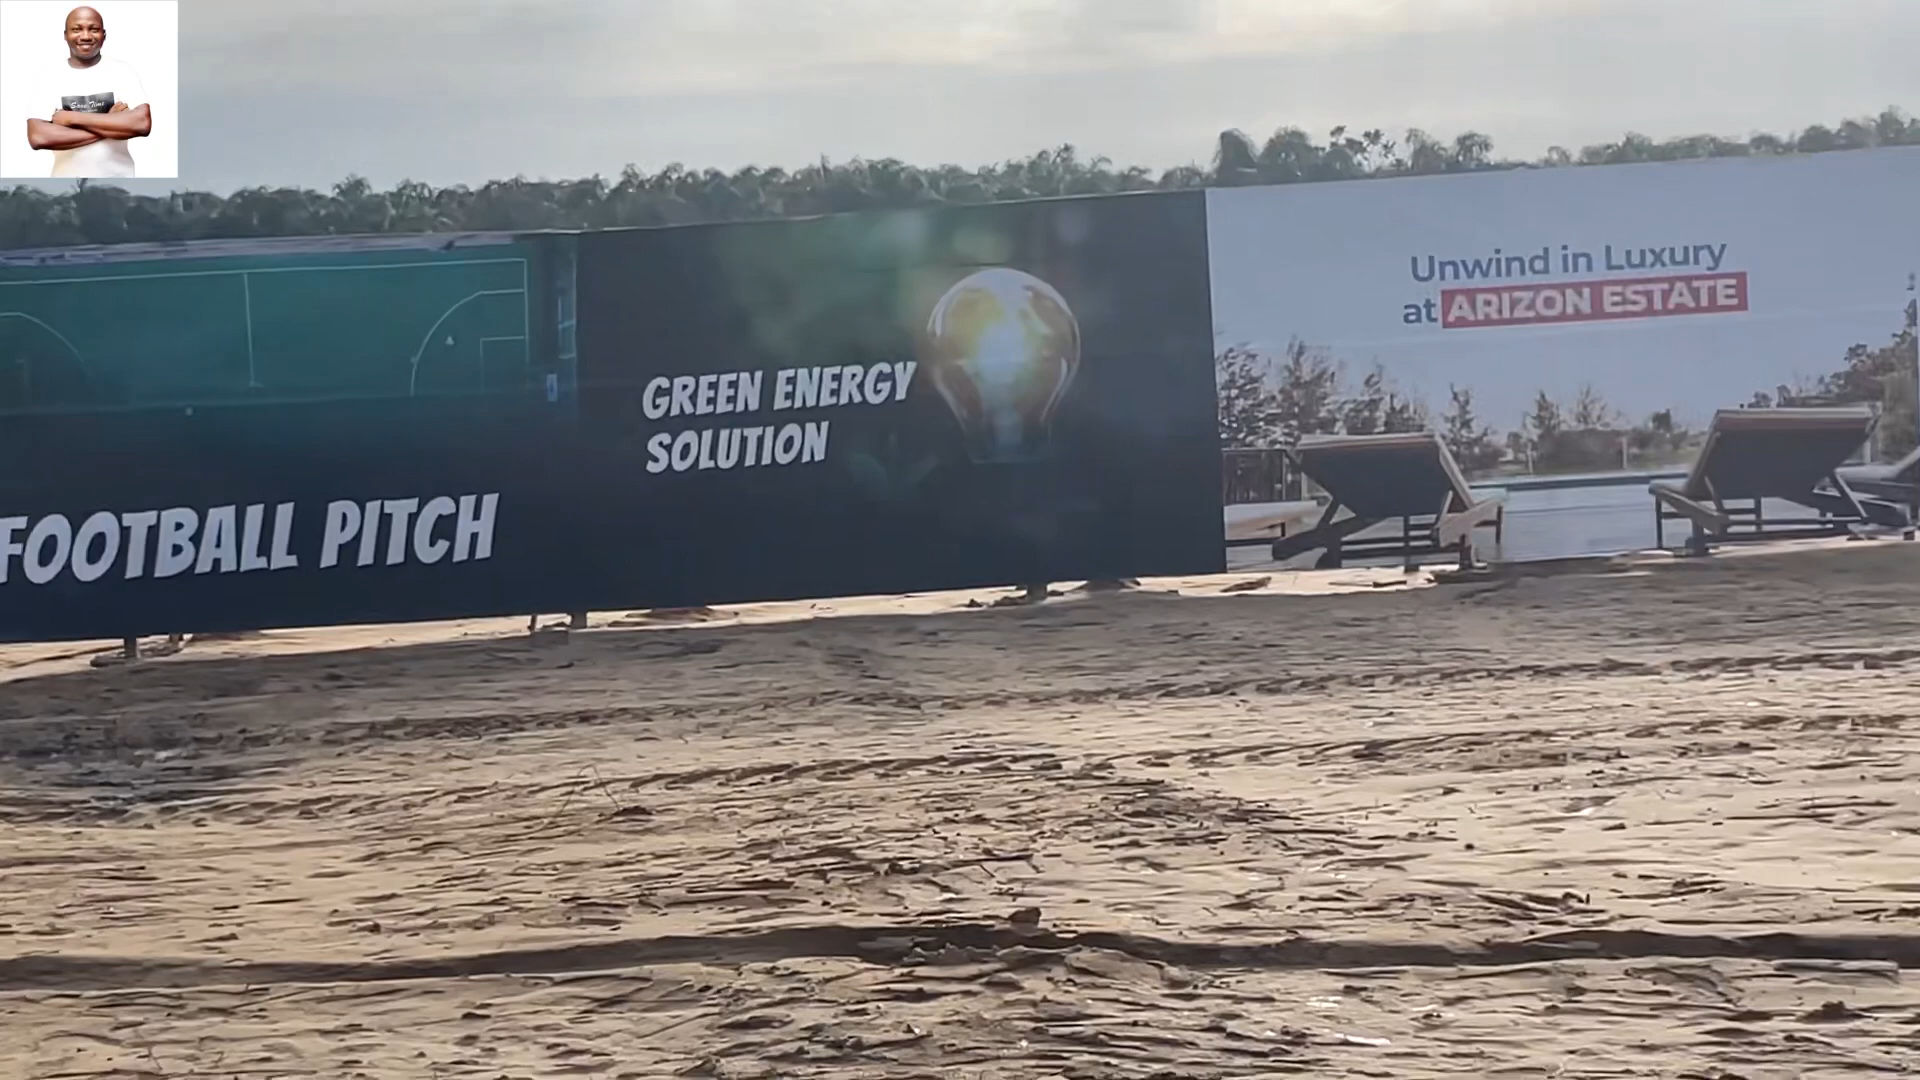 FOOTBALL PITCH
GREEN ENERGY
SOLUTION
Unwind in Luxury
at ARIZON ESTATE